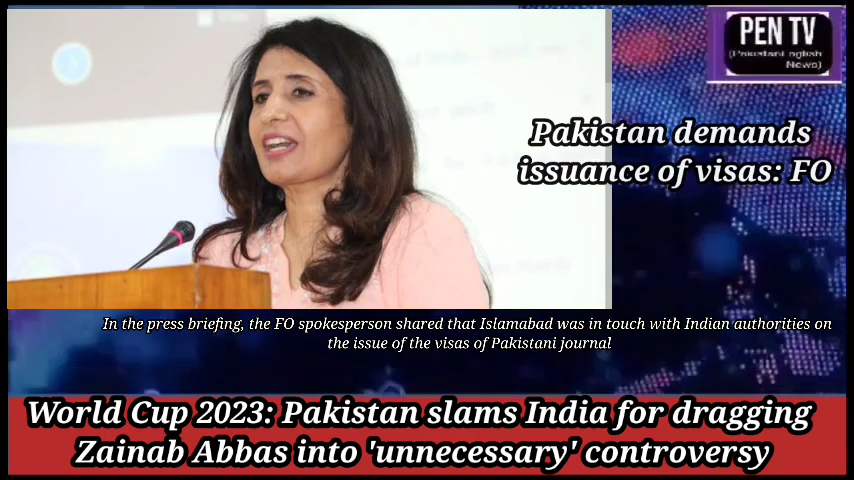 PEN TV
News)
Pakistan demands
issuance of visas: FO
In the press briefing, the FO spokesperson shared that Islamabad was in touch with Indian authorities on
the issue of the visas of Pakistani journal
World Cup 2023: Pakistan slams India for dragging
Zainab Abbas into 'unnecessary' controversy